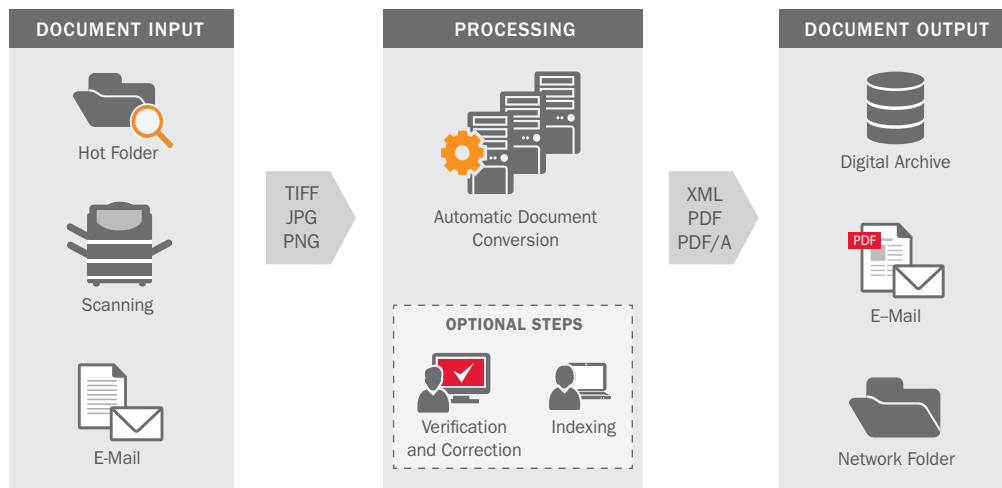 DOCUMENT INPUT
Hot Folder
Scanning
E-Mail
TIFF
JPG
PNG
PROCESSING
Automatic Document
Conversion
OPTIONAL STEPS
Verification
and Correction
Indexing
XML
PDF
PDF/A
DOCUMENT OUTPUT
Digital Archive
PDF
E–Mail
Network Folder